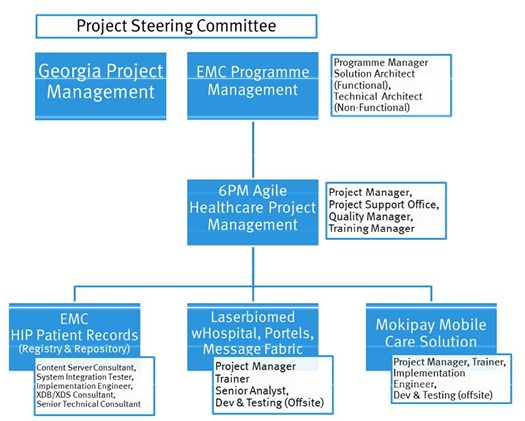 Project Steering Committee
Georgia Project
Management
EMC Programme
Management
Programme Manager
Solution Architect
(Functional),
Technical Architect
(Non-Functional)
6PM Agile
Healthcare Project
Management
Project Manager,
Project Support Office,
Quality Manager,
Training Manager
EMC
HIP Patient Records
(Registry & Repository)
Content Server Consultant,
System Integration Tester,
Implementation Engineer,
XDB/XDS Consultant,
Senior Technical Consultant
Laserbiomed
wHospital, Portels,
Message Fabric
Project Manager
Trainer
Senior Analyst,
Dev & Testing (Offsite)
Mokipay Mobile
Care Solution
Project Manager, Trainer,
Implementation
Engineer,
Dev & Testing (offsite)